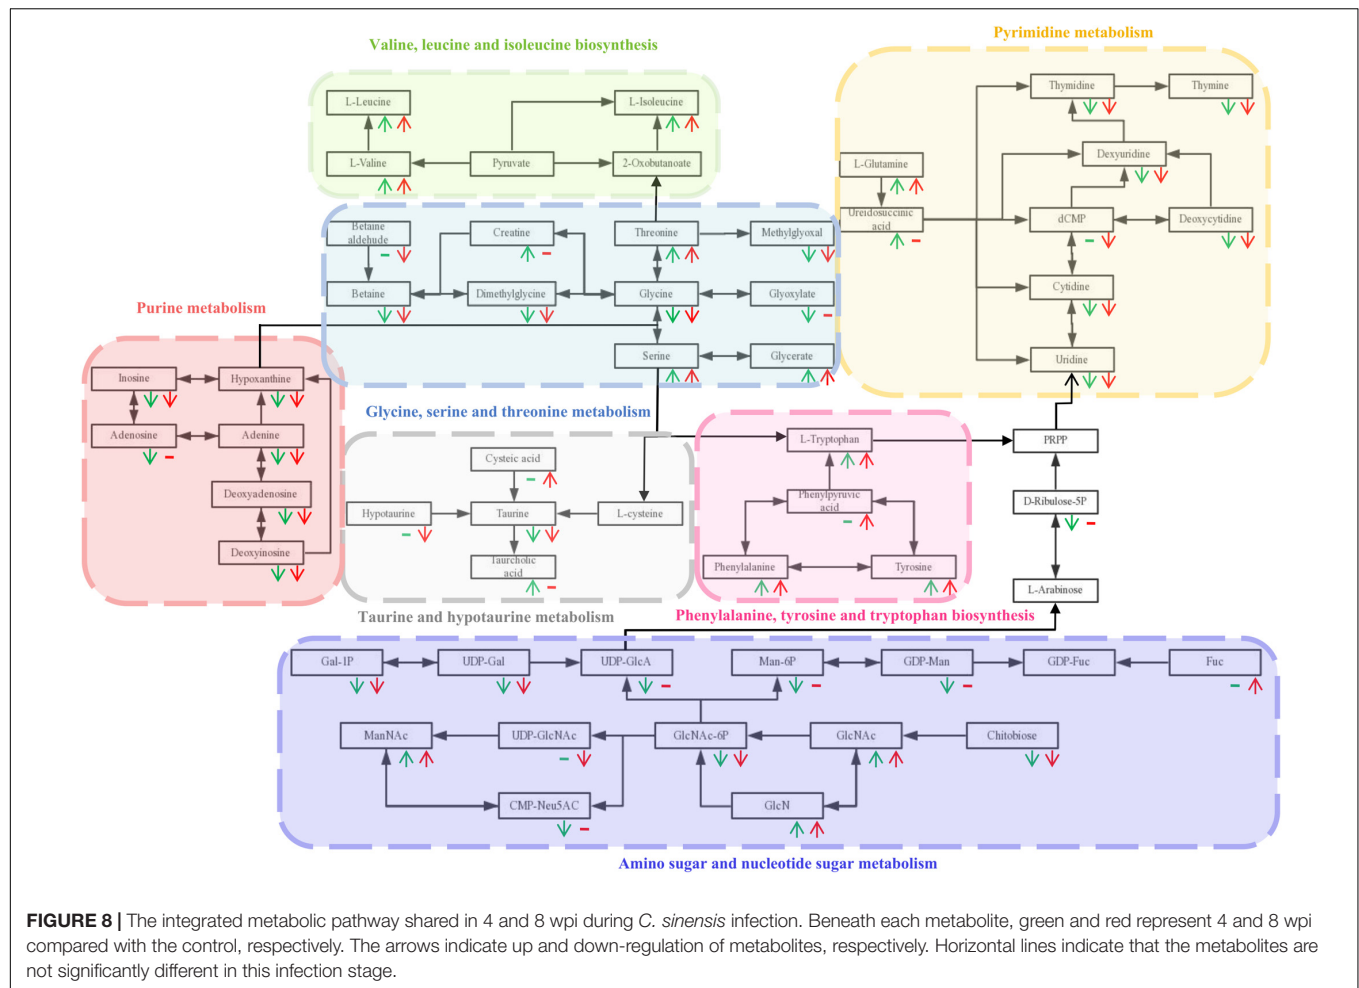 Valine, leucine and isoleucine biosynthesis
L-Leucine
L-Isoleucine
L-Valine
Pyruvate
2-Oxobutanoate
Pyrimidine metabolism
Thymidine
Thymine
L-Glutamine
Dexyuridine
Ureidosuccinic
acid
dCMP
Deoxycytidine
Cytidine
Uridine
Betaine
aldehude
Creatine
Threonine
Methylglyoxal
Betaine
Dimethylglycine
Glycine
Glyoxylate
Serine
Glycerate
Glycine, serine and threonine metabolism
Purine metabolism
Inosine
Hypoxanthine
Adenosine
Adenine
Deoxyadenosine
Deoxyinosine
Cysteic acid
Hypotaurine
Taurine
L-cysteine
Taurcholic
acid
Taurine and hypotaurine metabolism
L-Tryptophan
Phenylpyruvic
acid
Phenylalanine
Tyrosine
Phenylalanine, tyrosine and tryptophan biosynthesis
PRPP
D-Ribulose-5P
L-Arabinose
Gal-1P
UDP-Gal
UDP-GlcA
Man-6P
GDP-Man
GDP-Fuc
Fuc
ManNAc
UDP-GlcNAc
GlcNAc-6P
GlcNAc
Chitobiose
CMP-Neu5AC
GlcN
Amino sugar and nucleotide sugar metabolism
FIGURE 8 | The integrated metabolic pathway shared in 4 and 8 wpi during C. sinensis infection. Beneath each metabolite, green and red represent 4 and 8 wpi
compared with the control, respectively. The arrows indicate up and down-regulation of metabolites, respectively. Horizontal lines indicate that the metabolites are
not significantly different in this infection stage.